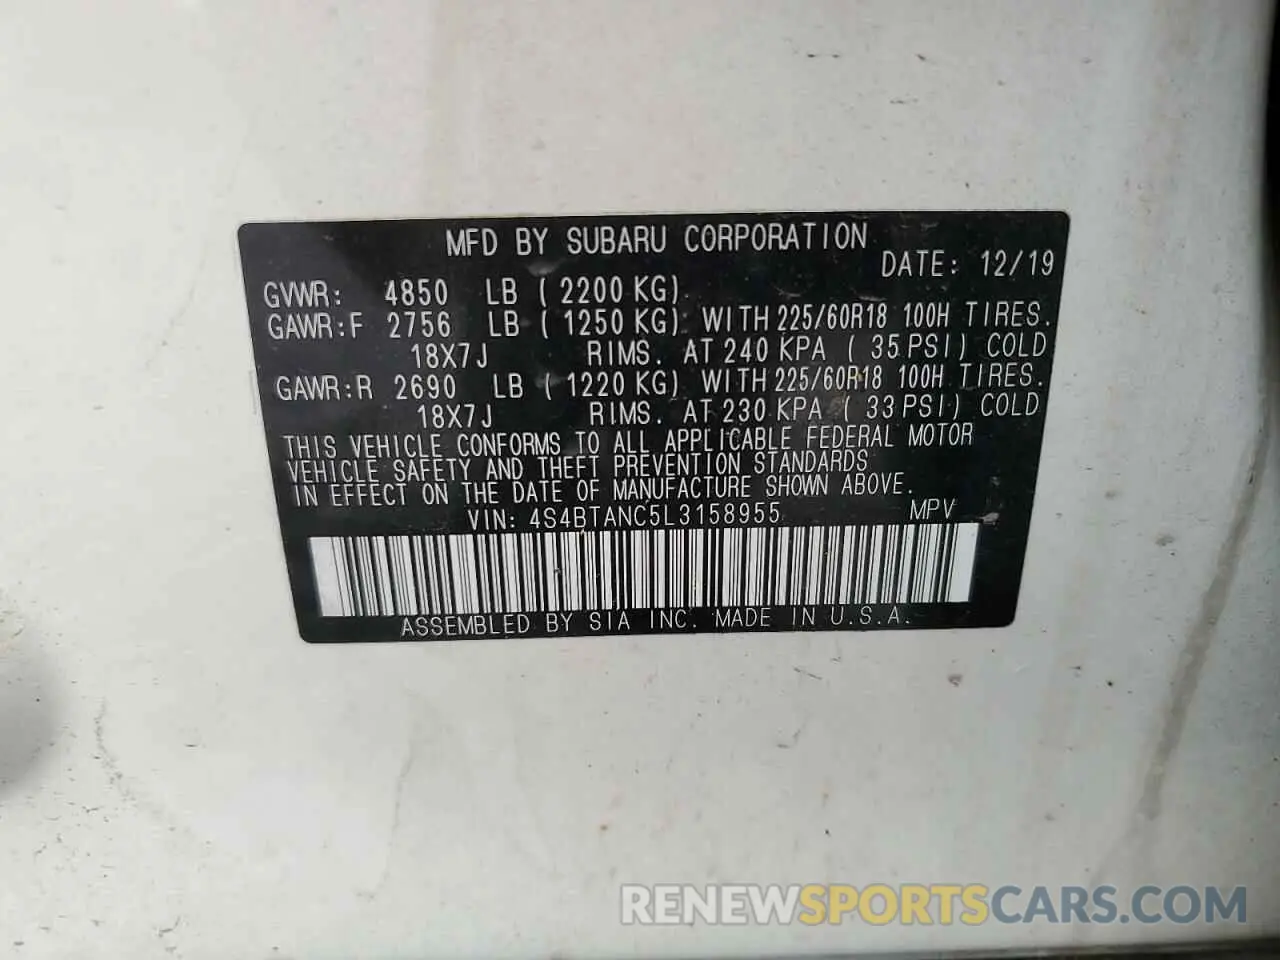 MFD BY SUBARU CORPORATION
DATE: 12/19
GVWR: 4850 LB ( 2200 KG)
GAWR:F 2756 LB ( 1250 KG) WITH 225/60R18 100H TIRES.
18X7J RIMS. AT 240 KPA ( 35 PSI) COLD
GAWR:R 2690 LB ( 1220 KG) WITH 225/60R18 100H TIRES.
18X7J RIMS. AT 230 KPA ( 33 PSI) COLD
THIS VEHICLE CONFORMS TO ALL APPLICABLE FEDERAL MOTOR
VEHICLE SAFETY AND THEFT PREVENTION STANDARDS
IN EFFECT ON THE DATE OF MANUFACTURE SHOWN ABOVE.
VIN: 4S4BTANC5L3158955 MPV
ASSEMBLED BY SIA INC. MADE IN U.S.A.
RENEWSPORTSCARS.COM